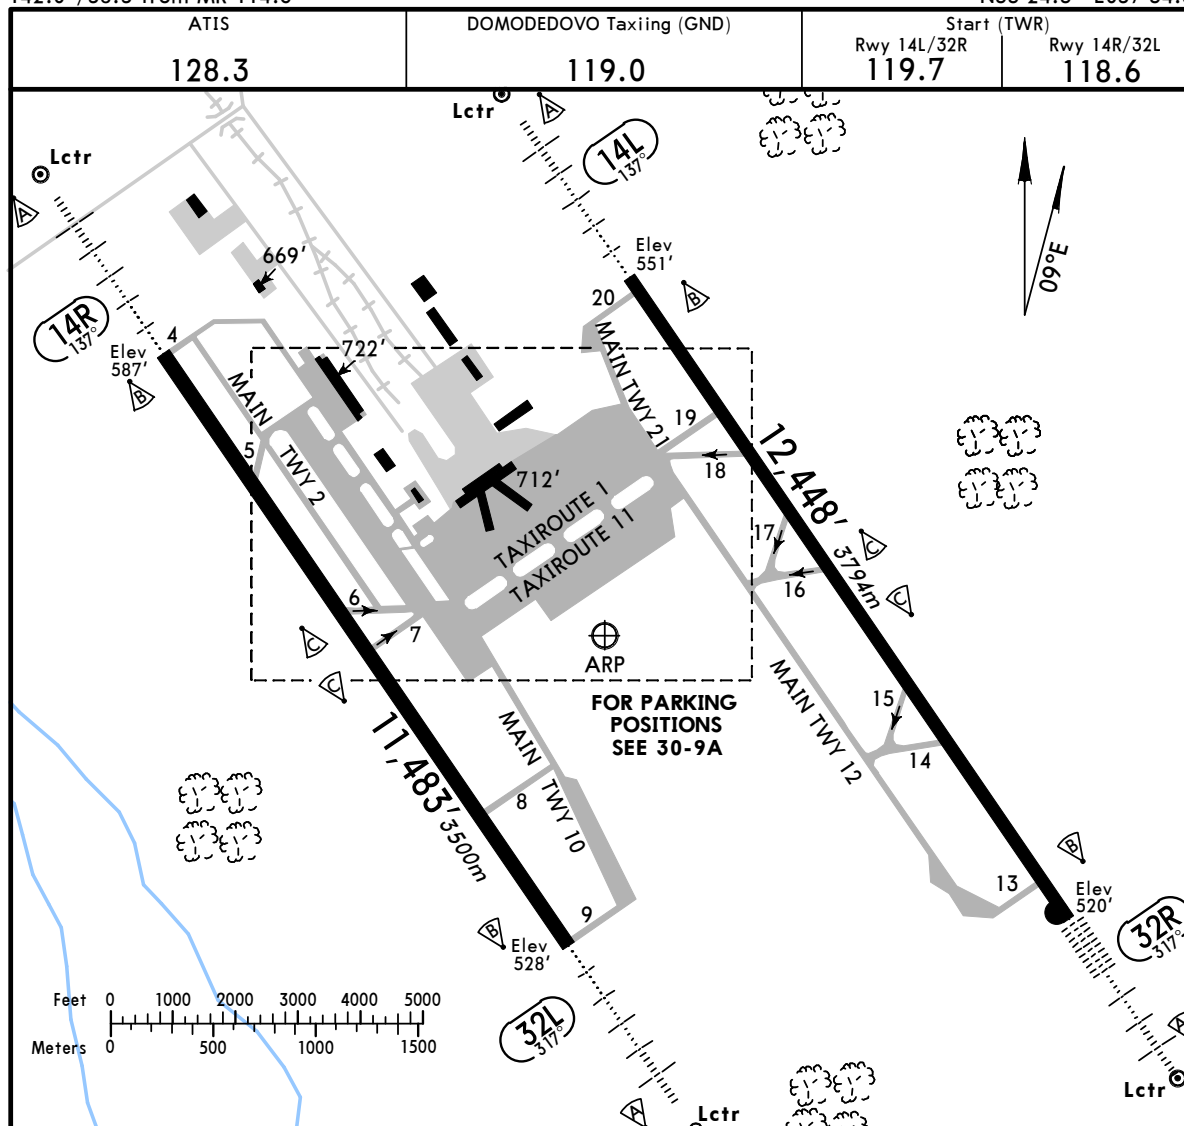 ATIS
128.3
DOMODEDOVO Taxiing (GND)
119.0
Start (TWR)
Rwy 14L/32R
119.7
Rwy 14R/32L
118.6
Lctr
A
14L
137°
Lctr
A
09°E
669'
Elev
551'
B
20
14R
137°
4
Elev
587'
B
722'
MAIN
MAIN TWY 21
19
18
5
TWY 2
712'
12,448'
3794m
TAXIROUTE 1
TAXIROUTE 11
17
C
16
C
6
7
C
C
ARP
FOR PARKING
POSITIONS
SEE 30-9A
MAIN TWY 12
15
14
11,483'
3500m
MAIN
TWY 10
8
9
13
B
Elev
520'
32R
317°
B
Elev
528'
32L
317°
Feet 0 1000 2000 3000 4000 5000
Meters 0 500 1000 1500
A
Lctr
A
Lctr